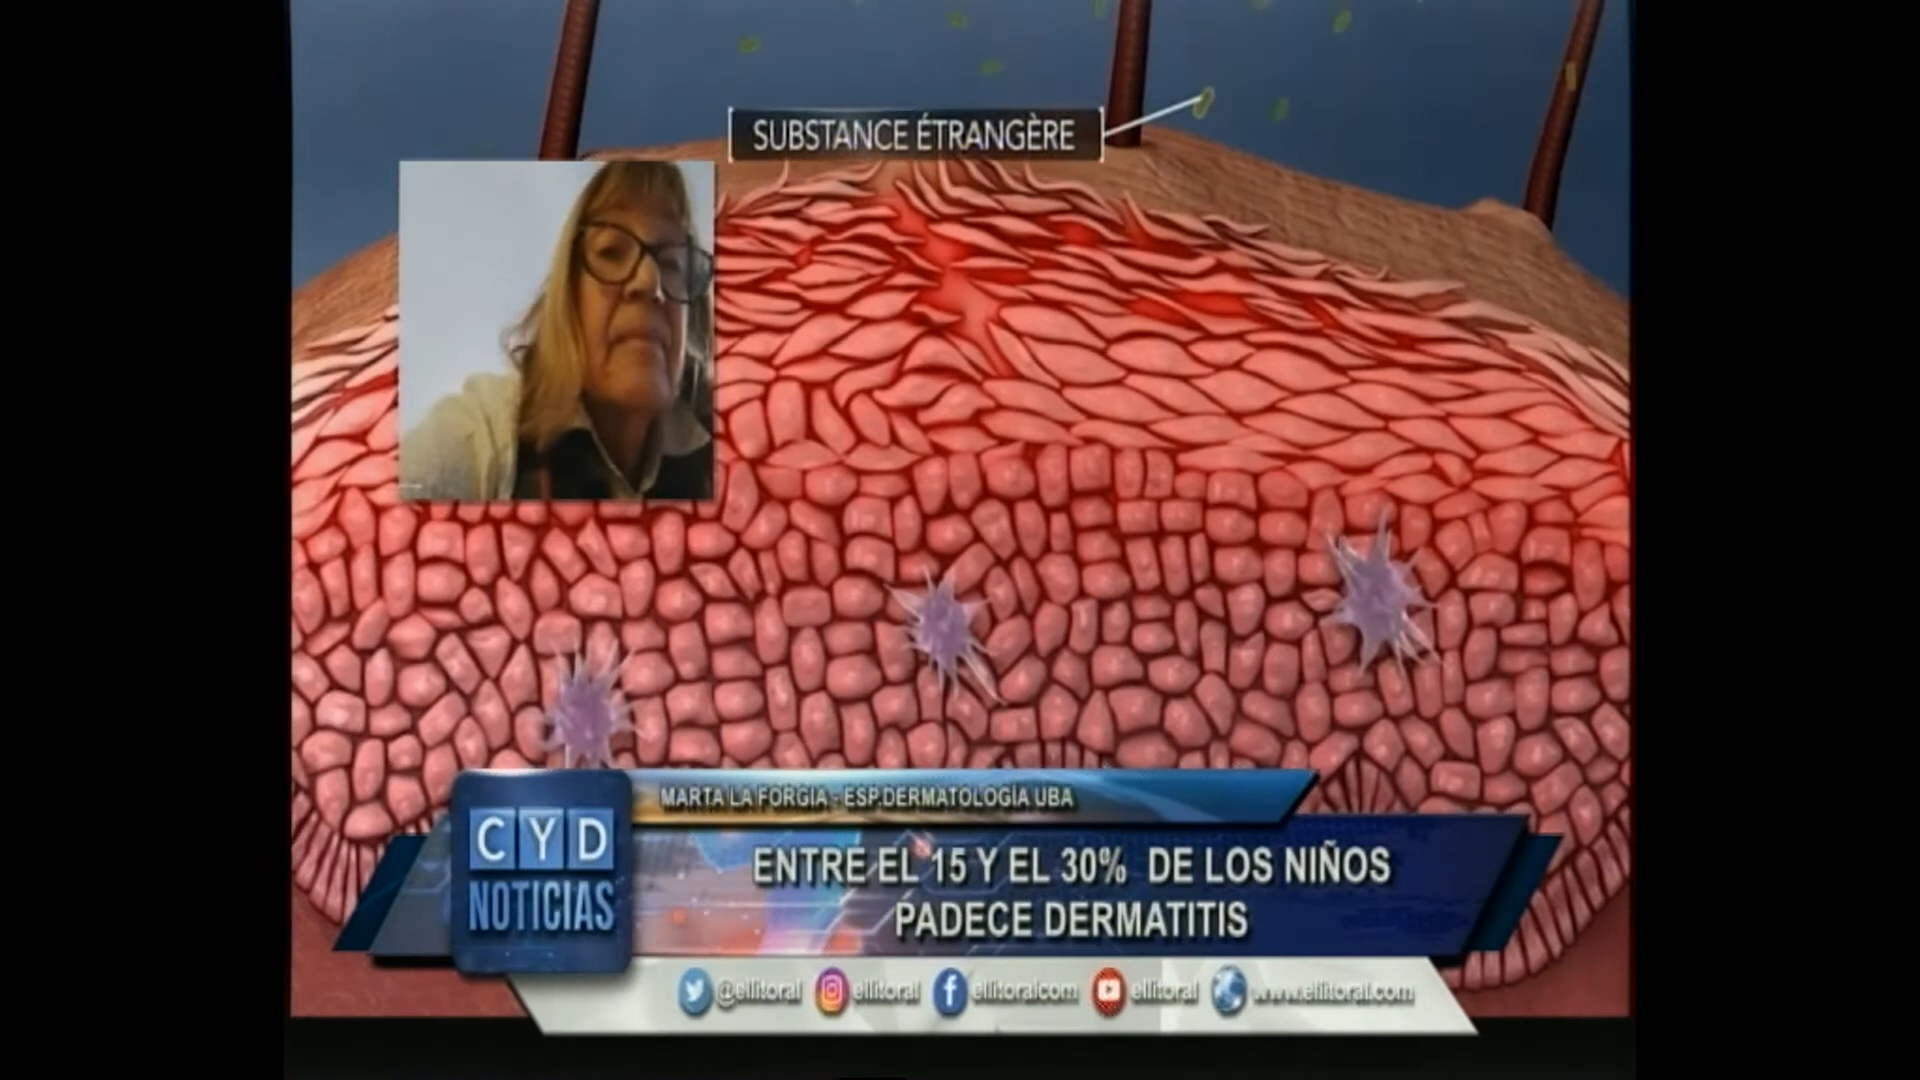 SUBSTANCE ÉTRANGÈRE
MARTA LA FORGIA - ESP.DERMATOLOGÍA UBA
CYD
NOTICIAS
ENTRE EL 15 Y EL 30% DE LOS NIÑOS
PADECE DERMATITIS
@ellitoral ellitoral ellitoralcom ellitoral www.ellitoral.com